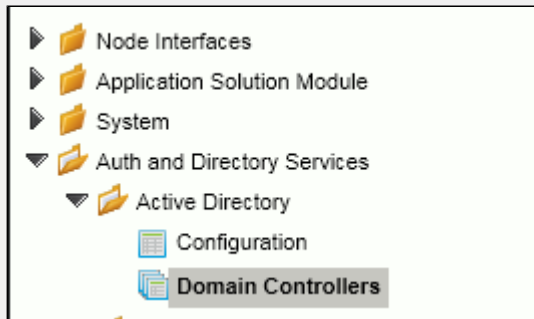 Node Interfaces
Application Solution Module
System
Auth and Directory Services
Active Directory
Configuration
Domain Controllers